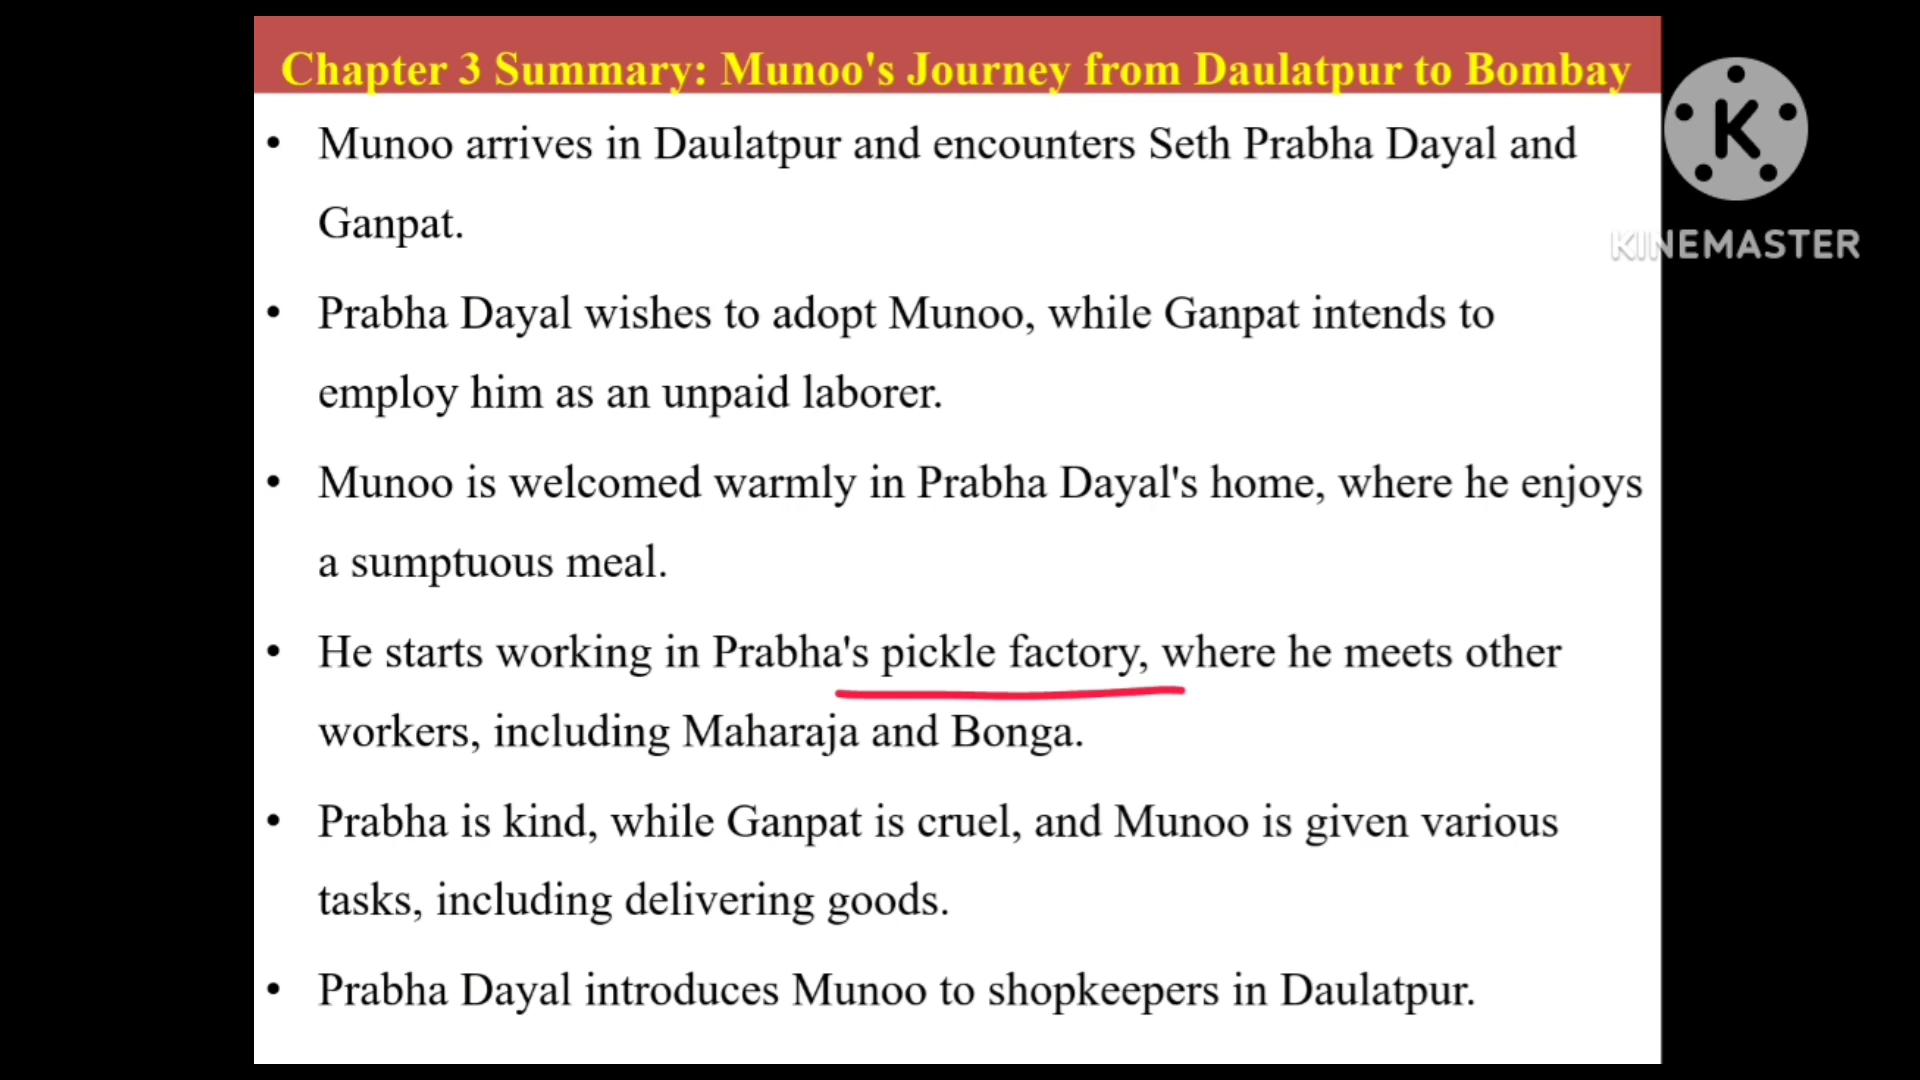 Chapter 3 Summary: Munoo's Journey from Daulatpur to Bombay
• Munoo arrives in Daulatpur and encounters Seth Prabha Dayal and
Ganpat.
• Prabha Dayal wishes to adopt Munoo, while Ganpat intends to
employ him as an unpaid laborer.
• Munoo is welcomed warmly in Prabha Dayal's home, where he enjoys
a sumptuous meal.
• He starts working in Prabha's pickle factory, where he meets other
workers, including Maharaja and Bonga.
• Prabha is kind, while Ganpat is cruel, and Munoo is given various
tasks, including delivering goods.
• Prabha Dayal introduces Munoo to shopkeepers in Daulatpur.
K
KINEMASTER